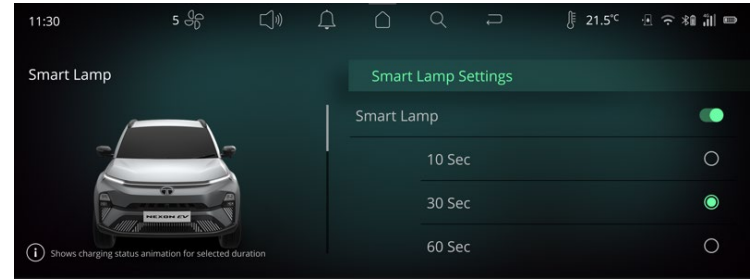 11:30
5
21.5°C
Smart Lamp
Smart Lamp Settings
Smart Lamp
10 Sec
30 Sec
NEXON EV
60 Sec
Shows charging status animation for selected duration